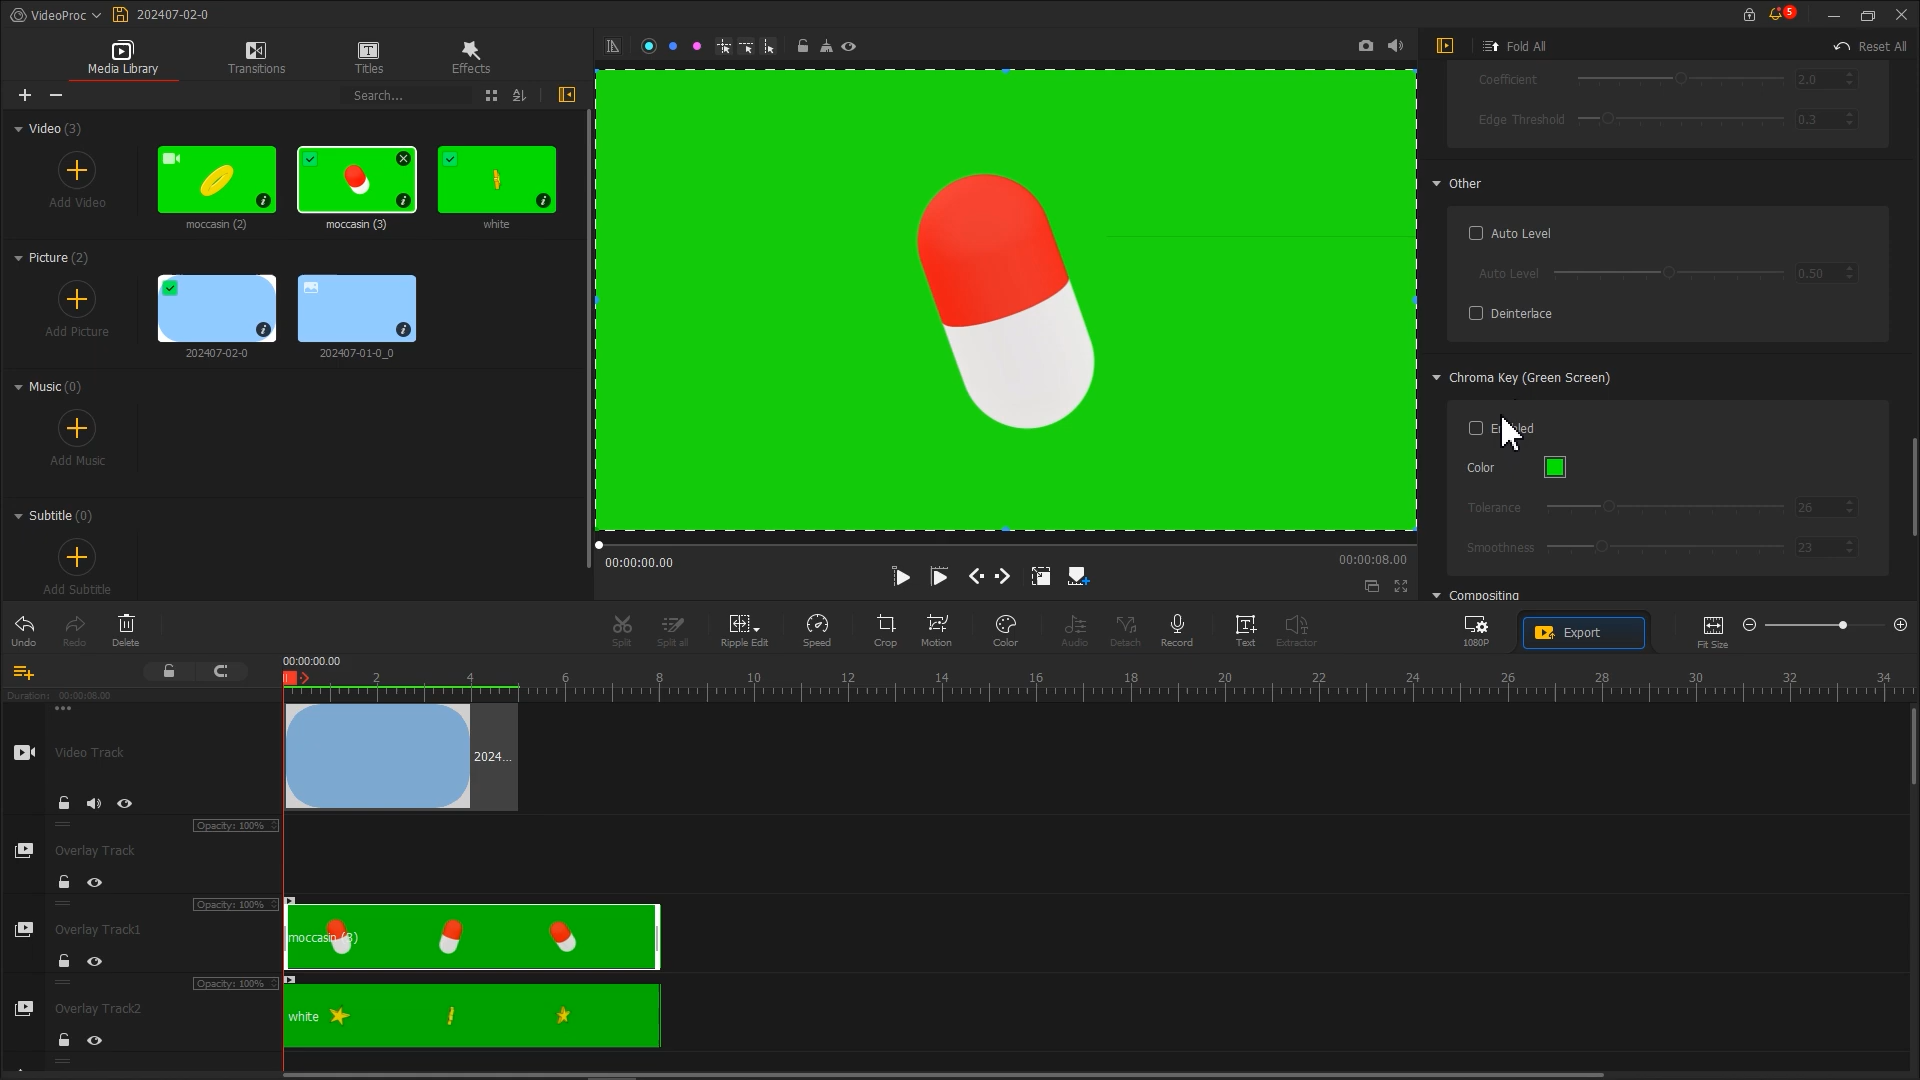 VideoProc
202407-02-0
5
Media Library
Transitions
Titles
Effects
Search...
Fold All
Reset All
Video (3)
Add Video
moccasin (2)
moccasin (3)
white
Picture (2)
Add Picture
202407-02-0
202407-01-0_0
Music (0)
Add Music
Subtitle (0)
Add Subtitle
00:00:00.00
00:00:08.00
Coefficient
2.0
Edge Threshold
0.3
Other
Auto Level
Auto Level
0.50
Deinterlace
Chroma Key (Green Screen)
Color
Tolerance
26
Smoothness
23
Compositing
Undo
Redo
Delete
Split
Split all
Ripple Edit
Speed
Crop
Motion
Color
Audio
Detach
Record
Text
Extractor
1080P
Export
Fit Size
00:00:00.00
2 4 6 8 10 12 14 16 18 20 22 24 26 28 30 32 34
Duration: 00:00:08.00
Video Track
2024...
Opacity: 100%
Overlay Track
Opacity: 100%
Overlay Track1
moccasin (3)
Opacity: 100%
Overlay Track2
white